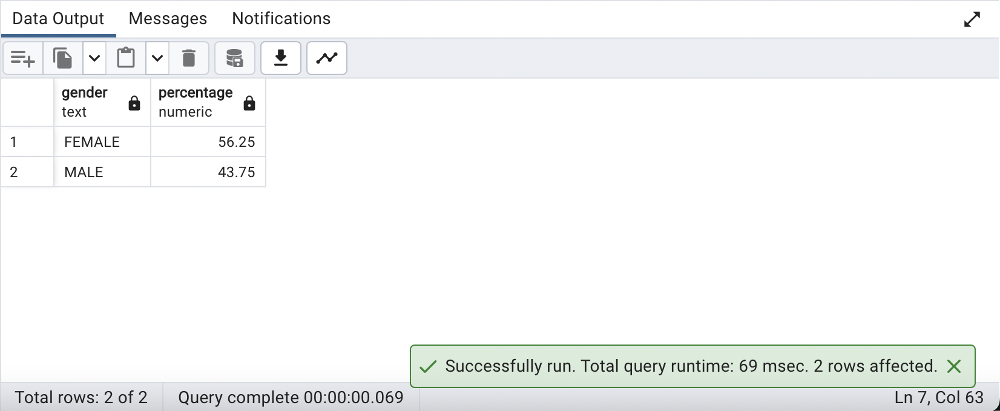 Data Output Messages Notifications
gender percentage
text numeric
1 FEMALE 56.25
2 MALE 43.75
Successfully run. Total query runtime: 69 msec. 2 rows affected.
Total rows: 2 of 2 Query complete 00:00:00.069 Ln 7, Col 63